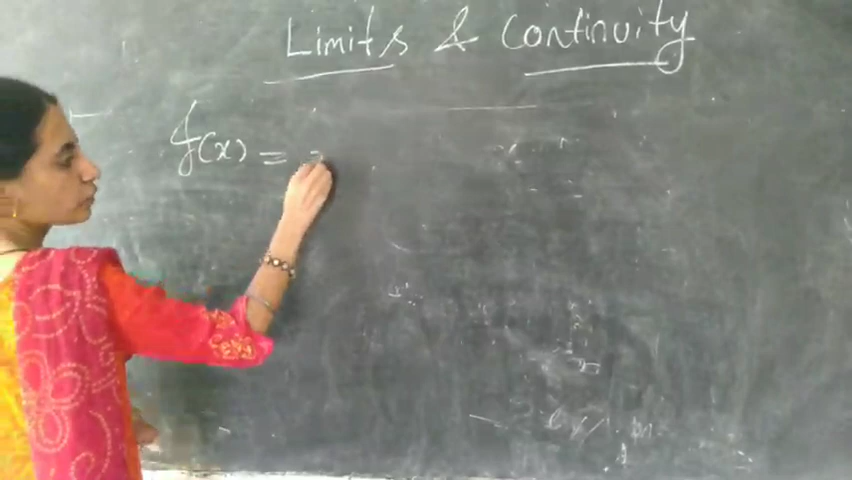 Limits & Continuity
f(x) =